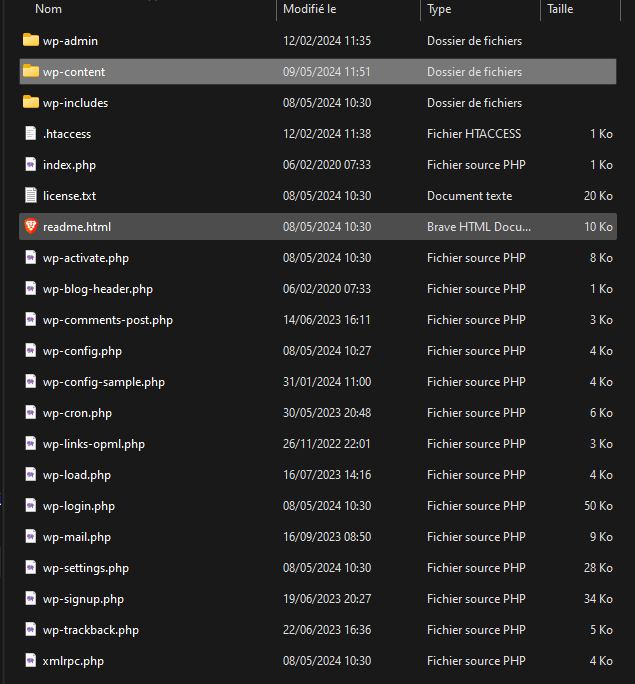 Nom Modifié le Type Taille
wp-admin 12/02/2024 11:35 Dossier de fichiers
wp-content 09/05/2024 11:51 Dossier de fichiers
wp-includes 08/05/2024 10:30 Dossier de fichiers
.htaccess 12/02/2024 11:38 Fichier HTACCESS 1 Ko
index.php 06/02/2020 07:33 Fichier source PHP 1 Ko
license.txt 08/05/2024 10:30 Document texte 20 Ko
readme.html 08/05/2024 10:30 Brave HTML Docu... 10 Ko
wp-activate.php 08/05/2024 10:30 Fichier source PHP 8 Ko
wp-blog-header.php 06/02/2020 07:33 Fichier source PHP 1 Ko
wp-comments-post.php 14/06/2023 16:11 Fichier source PHP 3 Ko
wp-config.php 08/05/2024 10:27 Fichier source PHP 4 Ko
wp-config-sample.php 31/01/2024 11:00 Fichier source PHP 4 Ko
wp-cron.php 30/05/2023 20:48 Fichier source PHP 6 Ko
wp-links-opml.php 26/11/2022 22:01 Fichier source PHP 3 Ko
wp-load.php 16/07/2023 14:16 Fichier source PHP 4 Ko
wp-login.php 08/05/2024 10:30 Fichier source PHP 50 Ko
wp-mail.php 16/09/2023 08:50 Fichier source PHP 9 Ko
wp-settings.php 08/05/2024 10:30 Fichier source PHP 28 Ko
wp-signup.php 19/06/2023 20:27 Fichier source PHP 34 Ko
wp-trackback.php 22/06/2023 16:36 Fichier source PHP 5 Ko
xmlrpc.php 08/05/2024 10:30 Fichier source PHP 4 Ko